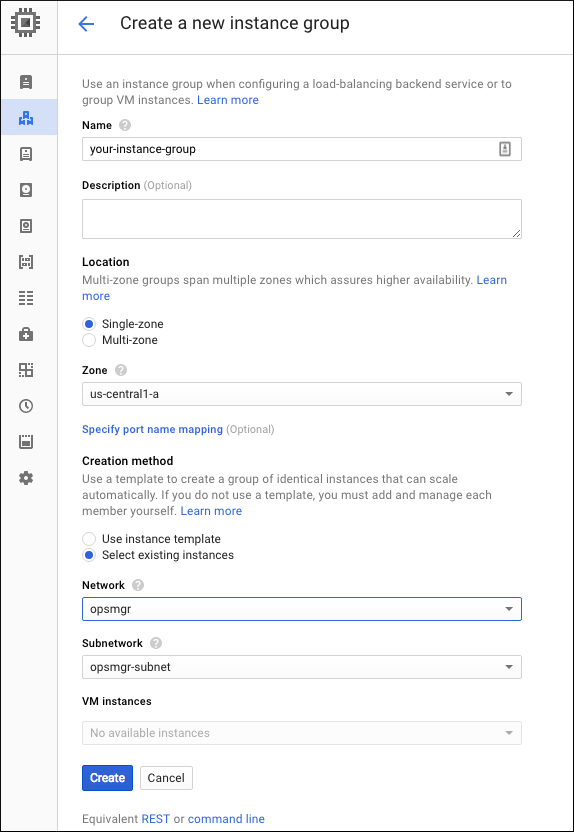 Create a new instance group
Use an instance group when configuring a load-balancing backend service or to
group VM instances. Learn more
Name ?
your-instance-group
Description (Optional)
Location
Multi-zone groups span multiple zones which assures higher availability. Learn
more
Single-zone
Multi-zone
Zone ?
us-central1-a
Specify port name mapping (Optional)
Creation method
Use a template to create a group of identical instances that can scale
automatically. If you do not use a template, you must add and manage each
member yourself. Learn more
Use instance template
Select existing instances
Network ?
opsmgr
Subnetwork ?
opsmgr-subnet
VM instances
No available instances
Create Cancel
Equivalent REST or command line